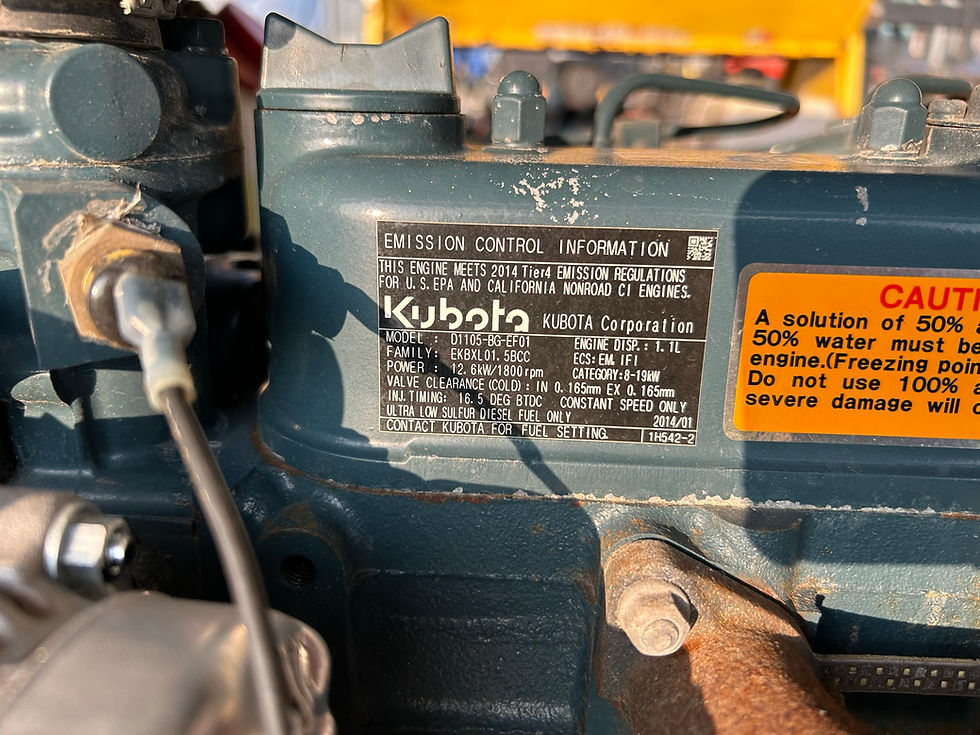 EMISSION CONTROL INFORMATION
THIS ENGINE MEETS 2014 Tier4 EMISSION REGULATIONS
FOR U.S. EPA AND CALIFORNIA NONROAD CI ENGINES.
Kubota KUBOTA Corporation
MODEL : D1105-BG-EF01 ENGINE DISP.: 1.1L
FAMILY: EKBXL01.5BCC ECS: EM, IFI
POWER : 12.6kW/1800rpm CATEGORY:8-19kW
VALVE CLEARANCE (COLD) : IN 0.165mm EX 0.165mm
INJ. TIMING: 16.5 DEG BTDC CONSTANT SPEED ONLY
ULTRA LOW SULFUR DIESEL FUEL ONLY 2014/01
CONTACT KUBOTA FOR FUEL SETTING. 1H542-2
CAUTI
A solution of 50%
50% water must be
engine.(Freezing poin
Do not use 100% a
severe damage will